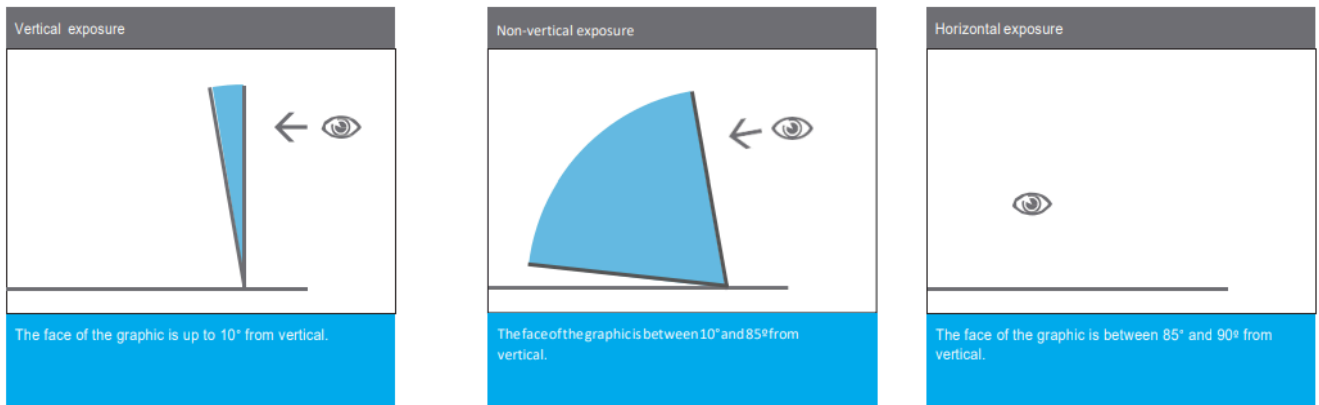 Vertical exposure
The face of the graphic is up to 10° from vertical.
Non-vertical exposure
The face of the graphic is between 10° and 85º from
vertical.
Horizontal exposure
The face of the graphic is between 85° and 90º from
vertical.